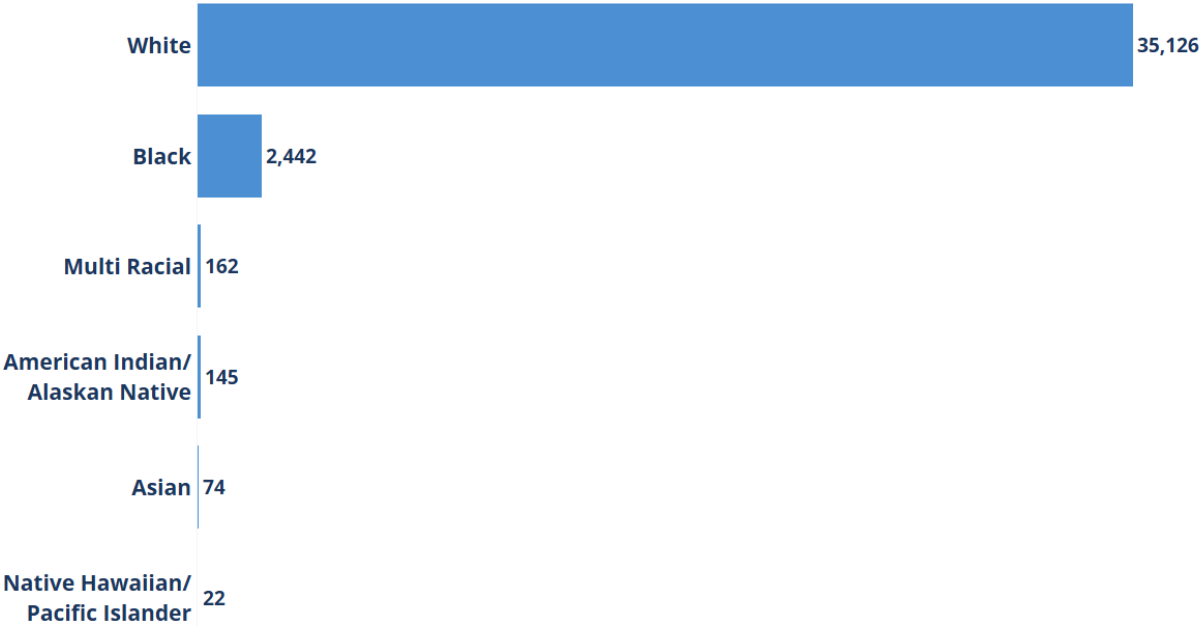 White 35,126
Black 2,442
Multi Racial 162
American Indian/
Alaskan Native 145
Asian 74
Native Hawaiian/
Pacific Islander 22